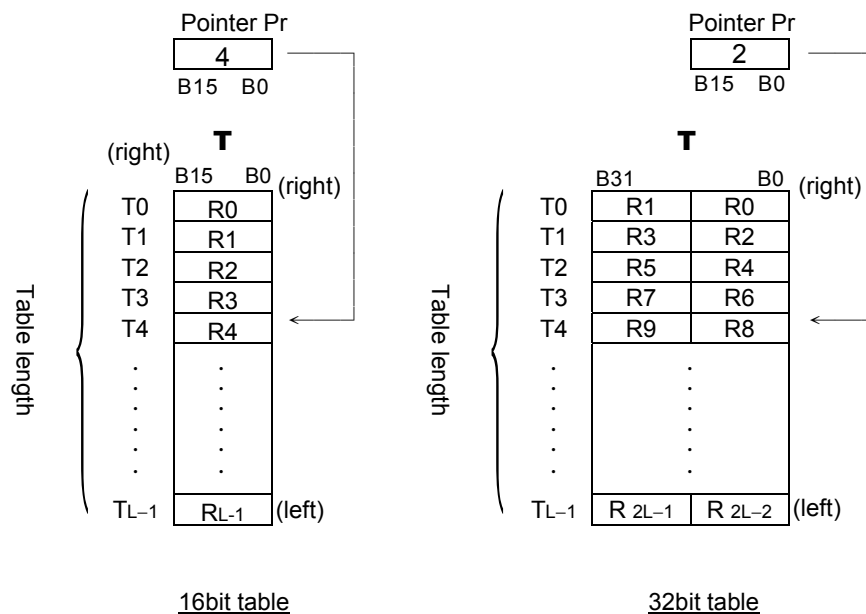 Pointer Pr
4
B15 B0
T
(right)
B15 B0
(right)
Table length
T0 R0
T1 R1
T2 R2
T3 R3
T4 R4
TL–1 RL-1 (left)
16bit table
Pointer Pr
2
B15 B0
T
B31 B0
(right)
Table length
T0 R1 R0
T1 R3 R2
T2 R5 R4
T3 R7 R6
T4 R9 R8
TL–1 R 2L–1 R 2L–2 (left)
32bit table